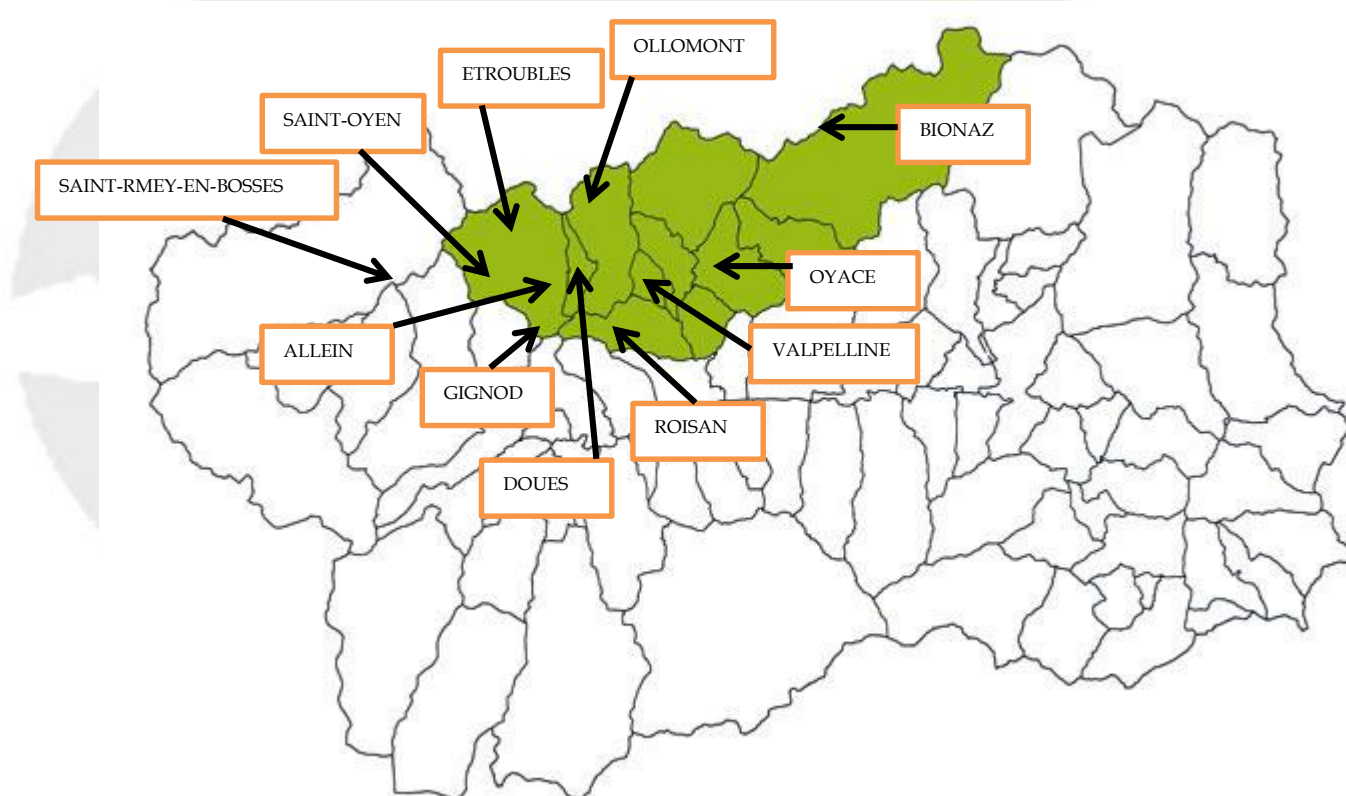 OLLOMONT
ETROUBLES
SAINT-OYEN
BIONAZ
SAINT-RMEY-EN-BOSSES
OYACE
ALLEIN
VALPELLINE
GIGNOD
ROISAN
DOUES